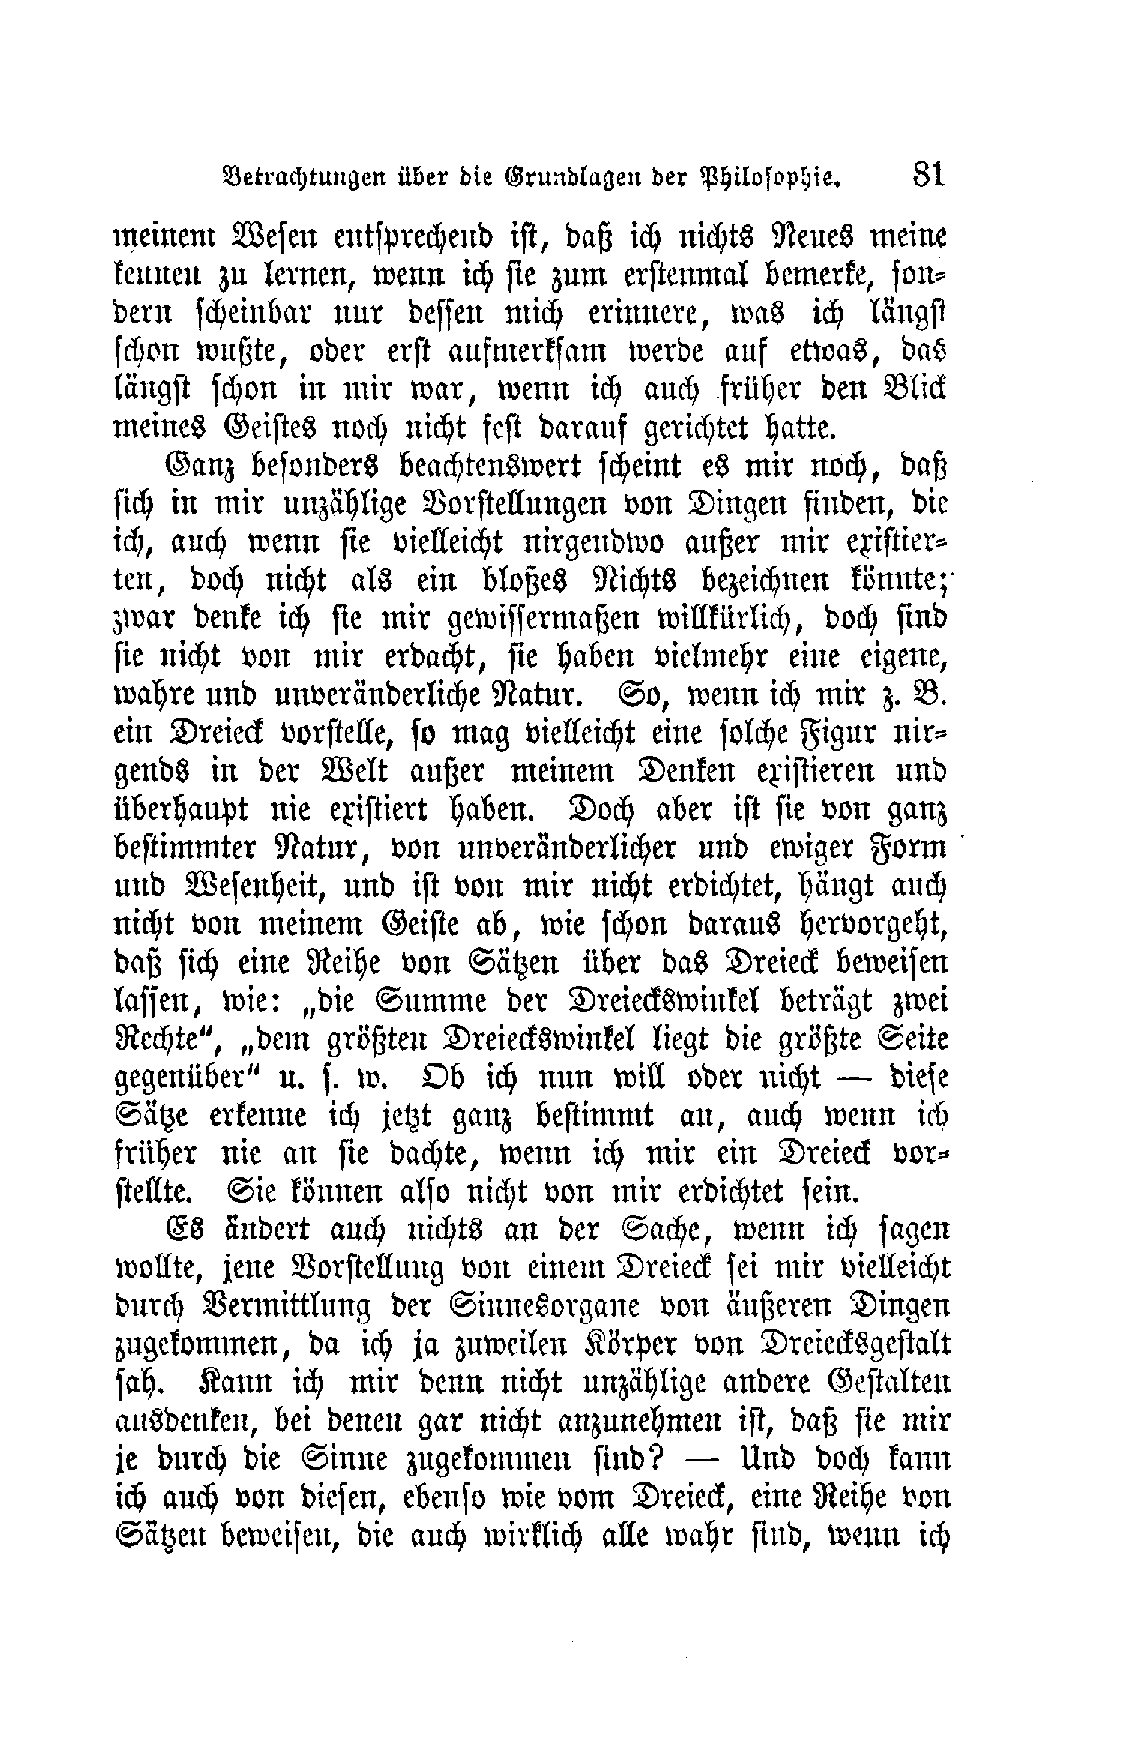 Betrachtungen über die Grundlagen der Philosophie. 81
meinem Wesen entsprechend ist, daß ich nichts Neues meine
kennen zu lernen, wenn ich sie zum erstenmal bemerke, son-
dern scheinbar nur dessen mich erinnere, was ich längst
schon wußte, oder erst aufmerksam werde auf etwas, das
längst schon in mir war, wenn ich auch früher den Blick
meines Geistes noch nicht fest darauf gerichtet hatte.
Ganz besonders beachtenswert scheint es mir noch, daß
sich in mir unzählige Vorstellungen von Dingen finden, die
ich, auch wenn sie vielleicht nirgendwo außer mir existier-
ten, doch nicht als ein bloßes Nichts bezeichnen könnte;
zwar denke ich sie mir gewissermaßen willkürlich, doch sind
sie nicht von mir erdacht, sie haben vielmehr eine eigene,
wahre und unveränderliche Natur. So, wenn ich mir z. B.
ein Dreieck vorstelle, so mag vielleicht eine solche Figur nir-
gends in der Welt außer meinem Denken existieren und
überhaupt nie existiert haben. Doch aber ist sie von ganz
bestimmter Natur, von unveränderlicher und ewiger Form
und Wesenheit, und ist von mir nicht erdichtet, hängt auch
nicht von meinem Geiste ab, wie schon daraus hervorgeht,
daß sich eine Reihe von Sätzen über das Dreieck beweisen
lassen, wie: „die Summe der Dreieckswinkel beträgt zwei
Rechte“, „dem größten Dreieckswinkel liegt die größte Seite
gegenüber“ u. s. w. Ob ich nun will oder nicht — diese
Sätze erkenne ich jetzt ganz bestimmt an, auch wenn ich
früher nie an sie dachte, wenn ich mir ein Dreieck vor-
stellte. Sie können also nicht von mir erdichtet sein.
Es ändert auch nichts an der Sache, wenn ich sagen
wollte, jene Vorstellung von einem Dreieck sei mir vielleicht
durch Vermittlung der Sinnesorgane von äußeren Dingen
zugekommen, da ich ja zuweilen Körper von Dreiecksgestalt
sah. Kann ich mir denn nicht unzählige andere Gestalten
ausdenken, bei denen gar nicht anzunehmen ist, daß sie mir
je durch die Sinne zugekommen sind? — Und doch kann
ich auch von diesen, ebenso wie vom Dreieck, eine Reihe von
Sätzen beweisen, die auch wirklich alle wahr sind, wenn ich